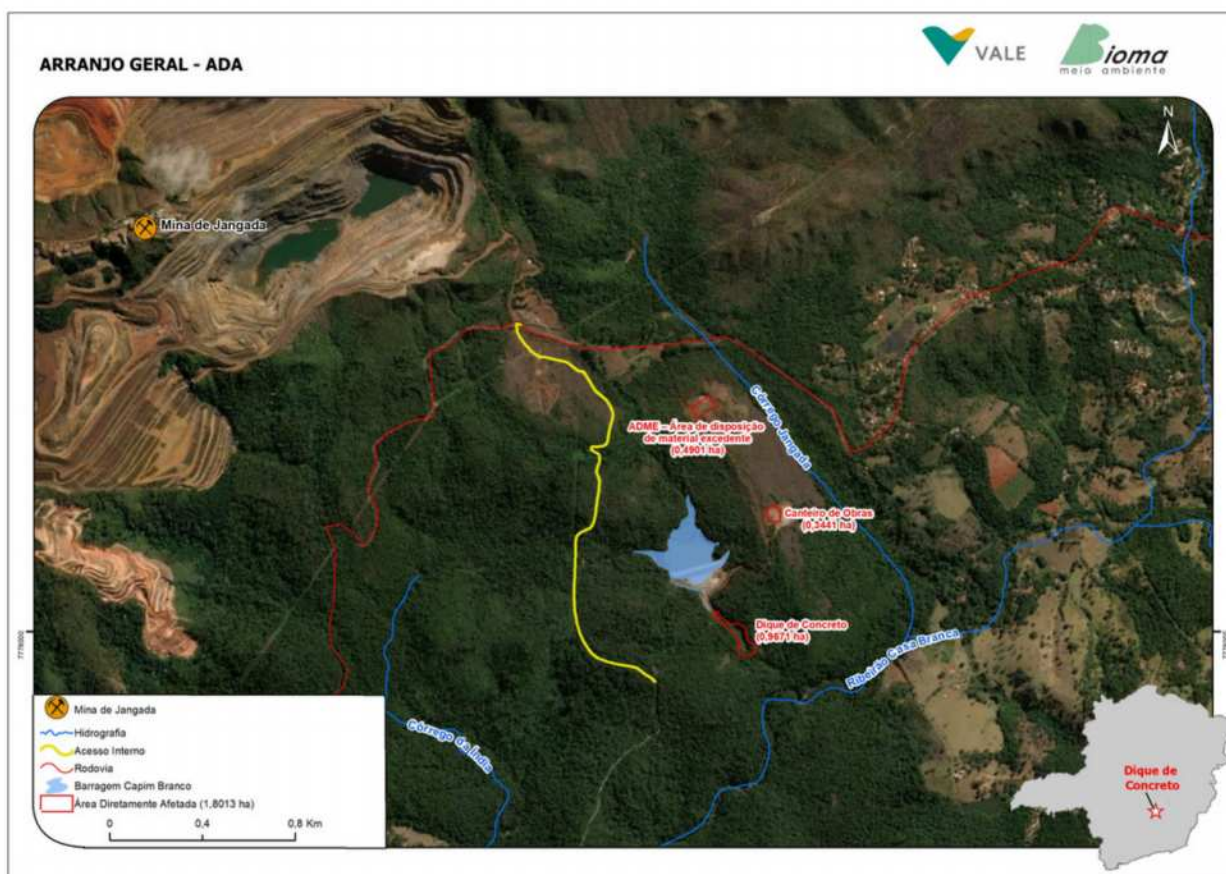 ARRANJO GERAL - ADA
VALE
Bioma
meio ambiente
N
Mina de Jangada
Córrego Jangada
ADME – Área de disposição
de material excedente
(0,4901 ha)
Canteiro de Obras
(0,3441 ha)
Dique de Concreto
(0,9671 ha)
Ribeirão Casa Branca
Córrego da Índia
7778000
Mina de Jangada
Hidrografia
Acesso Interno
Rodovia
Barragem Capim Branco
Área Diretamente Afetada (1,8013 ha)
0 0,4 0,8 Km
Dique de
Concreto